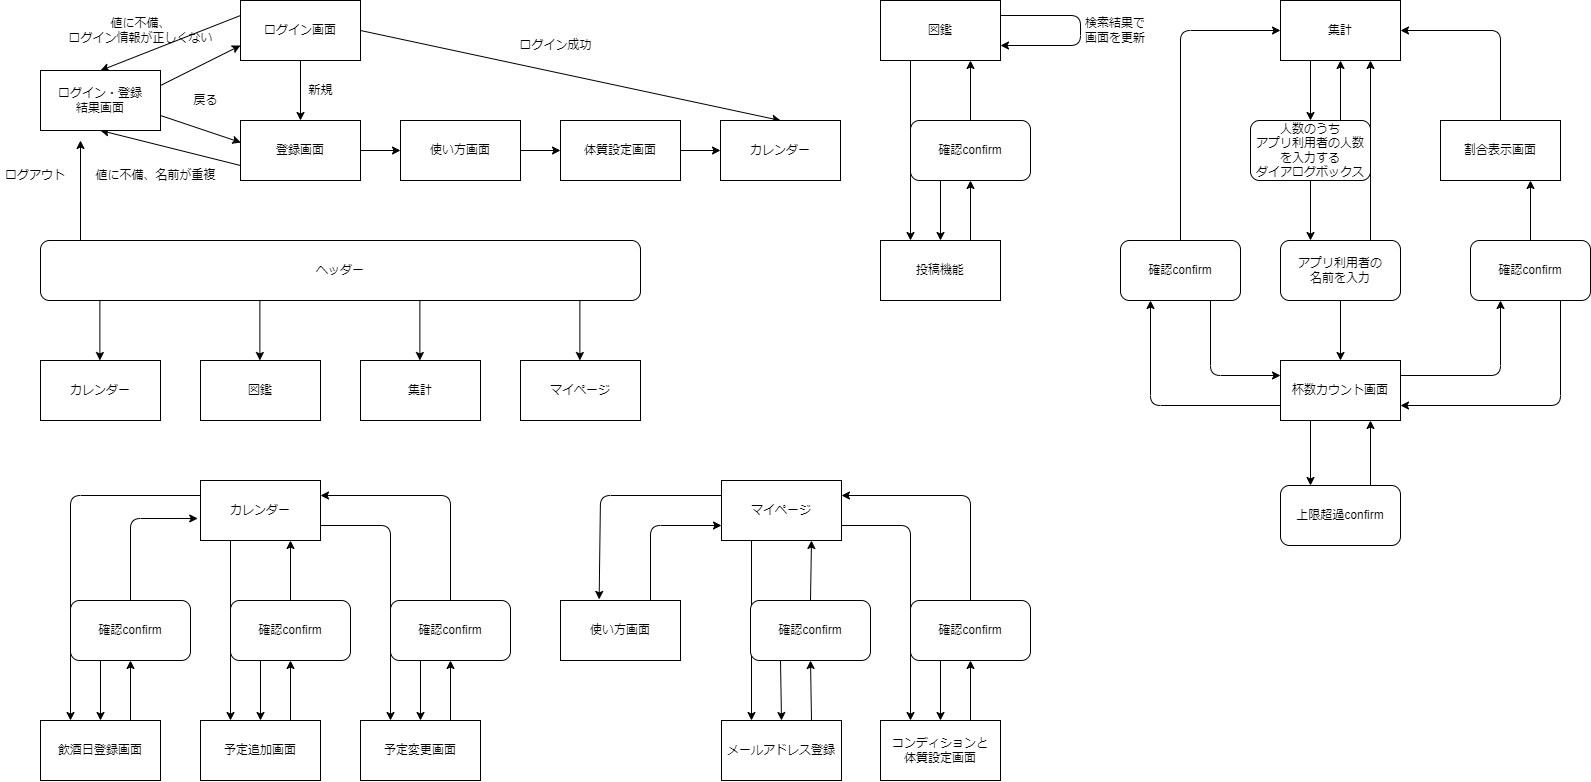 値に不備、
ログイン情報が正しくない
ログイン画面
ログイン成功
ログイン・登録
結果画面
戻る
新規
登録画面
使い方画面
体質設定画面
カレンダー
ログアウト
値に不備、名前が重複
ヘッダー
カレンダー
図鑑
集計
マイページ
図鑑
検索結果で
画面を更新
確認confirm
投稿機能
集計
人数のうち
アプリ利用者の人数
を入力する
ダイアログボックス
割合表示画面
確認confirm
アプリ利用者の
名前を入力
確認confirm
杯数カウント画面
上限超過confirm
カレンダー
確認confirm
確認confirm
確認confirm
飲酒日登録画面
予定追加画面
予定変更画面
マイページ
使い方画面
確認confirm
確認confirm
メールアドレス登録
コンディションと
体質設定画面